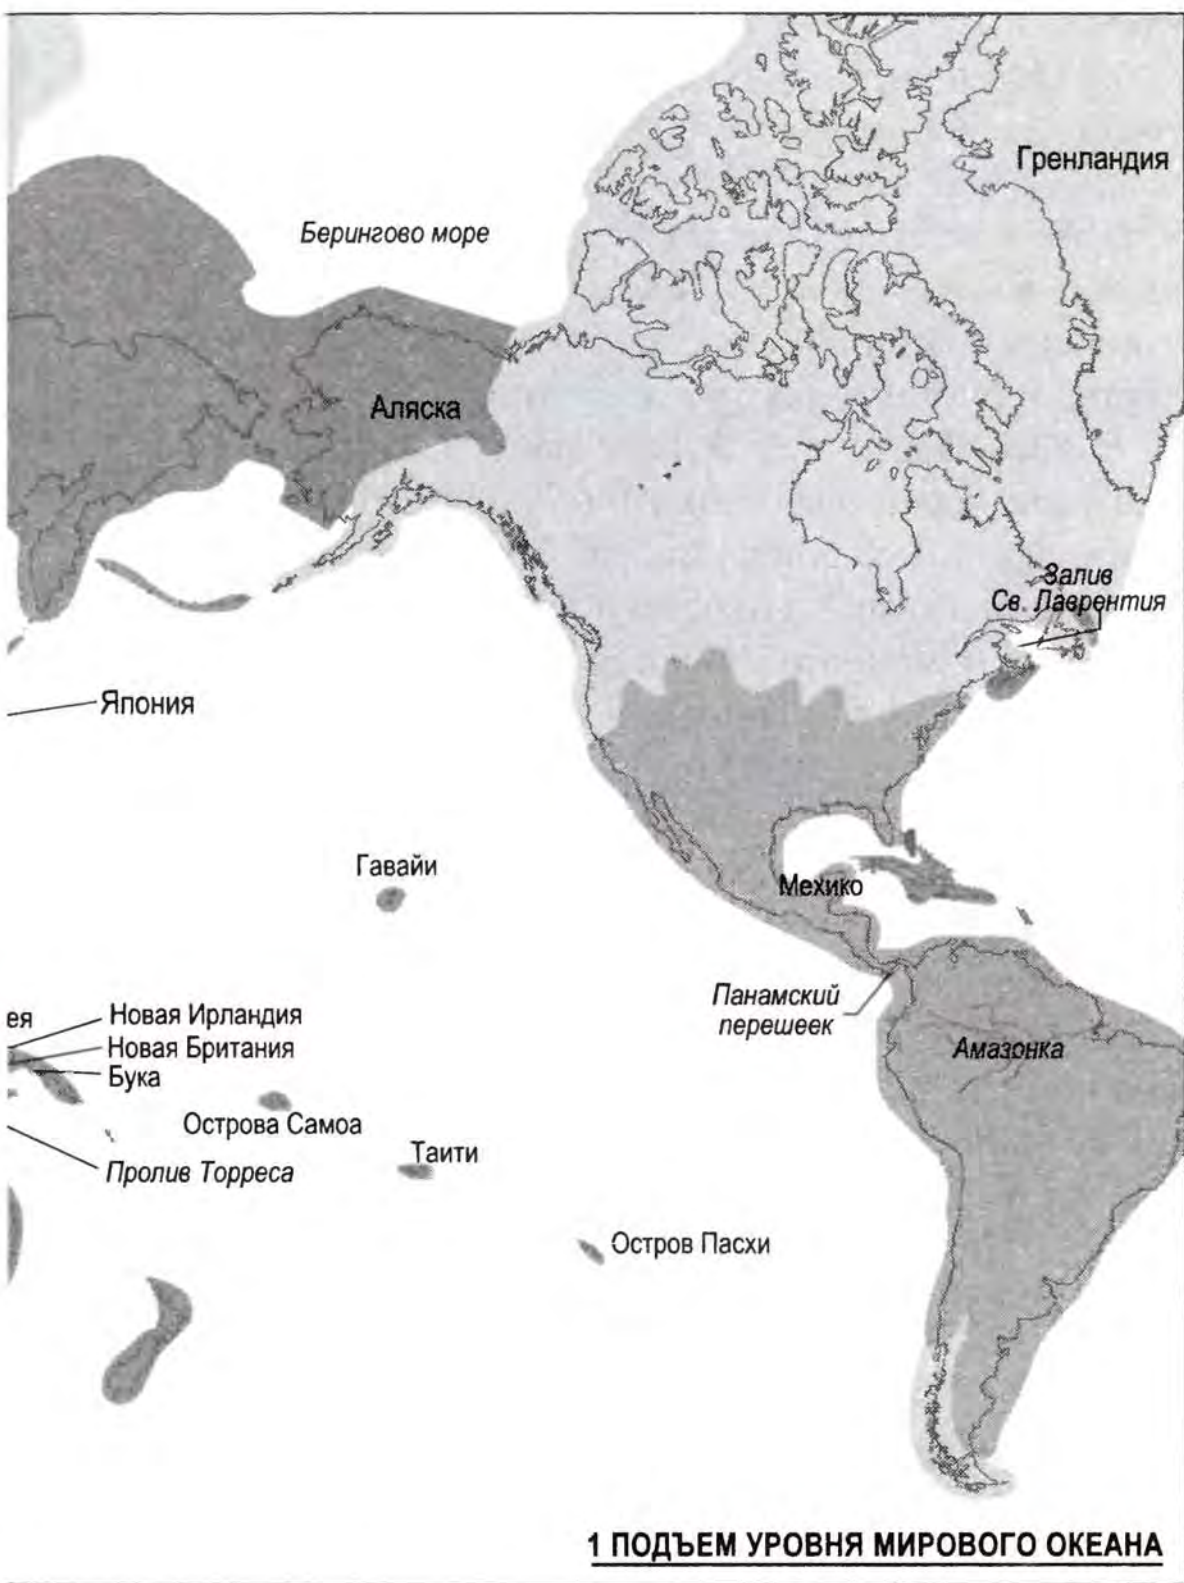 Гренландия
Берингово море
Аляска
Залив
Св. Лаврентия
Япония
Гавайи
Мехико
Панамский
перешеек
ея
Новая Ирландия
Новая Британия
Бука
Амазонка
Острова Самоа
Таити
Пролив Торреса
Остров Пасхи
1 ПОДЪЕМ УРОВНЯ МИРОВОГО ОКЕАНА